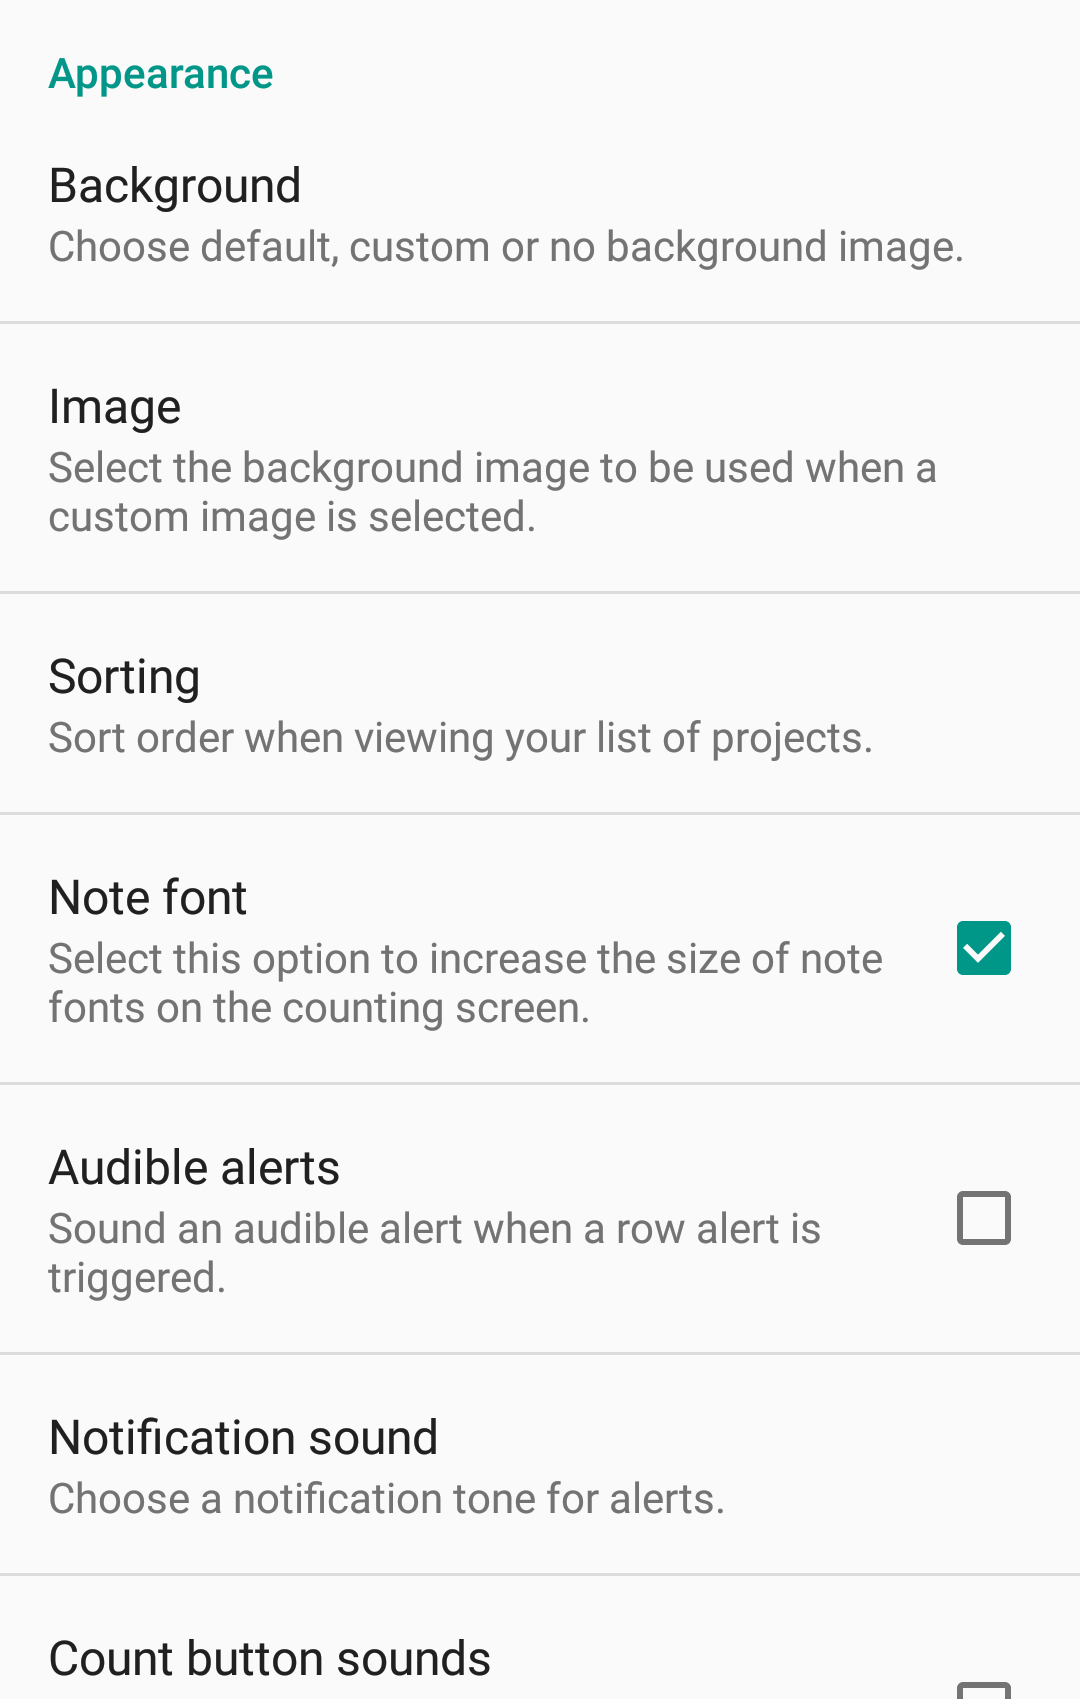 Appearance
Background
Choose default, custom or no background image.
Image
Select the background image to be used when a
custom image is selected.
Sorting
Sort order when viewing your list of projects.
Note font
Select this option to increase the size of note
fonts on the counting screen.
Audible alerts
Sound an audible alert when a row alert is
triggered.
Notification sound
Choose a notification tone for alerts.
Count button sounds